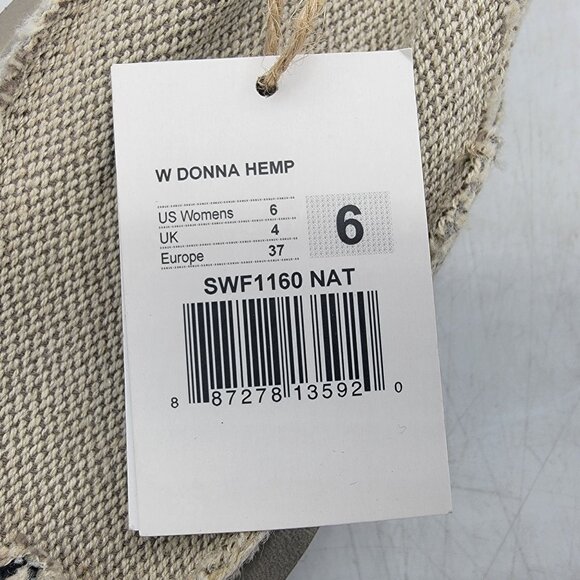 W DONNA HEMP
US Womens 6
UK 4
Europe 37
6
SWF1160 NAT
8 87278 13592 0